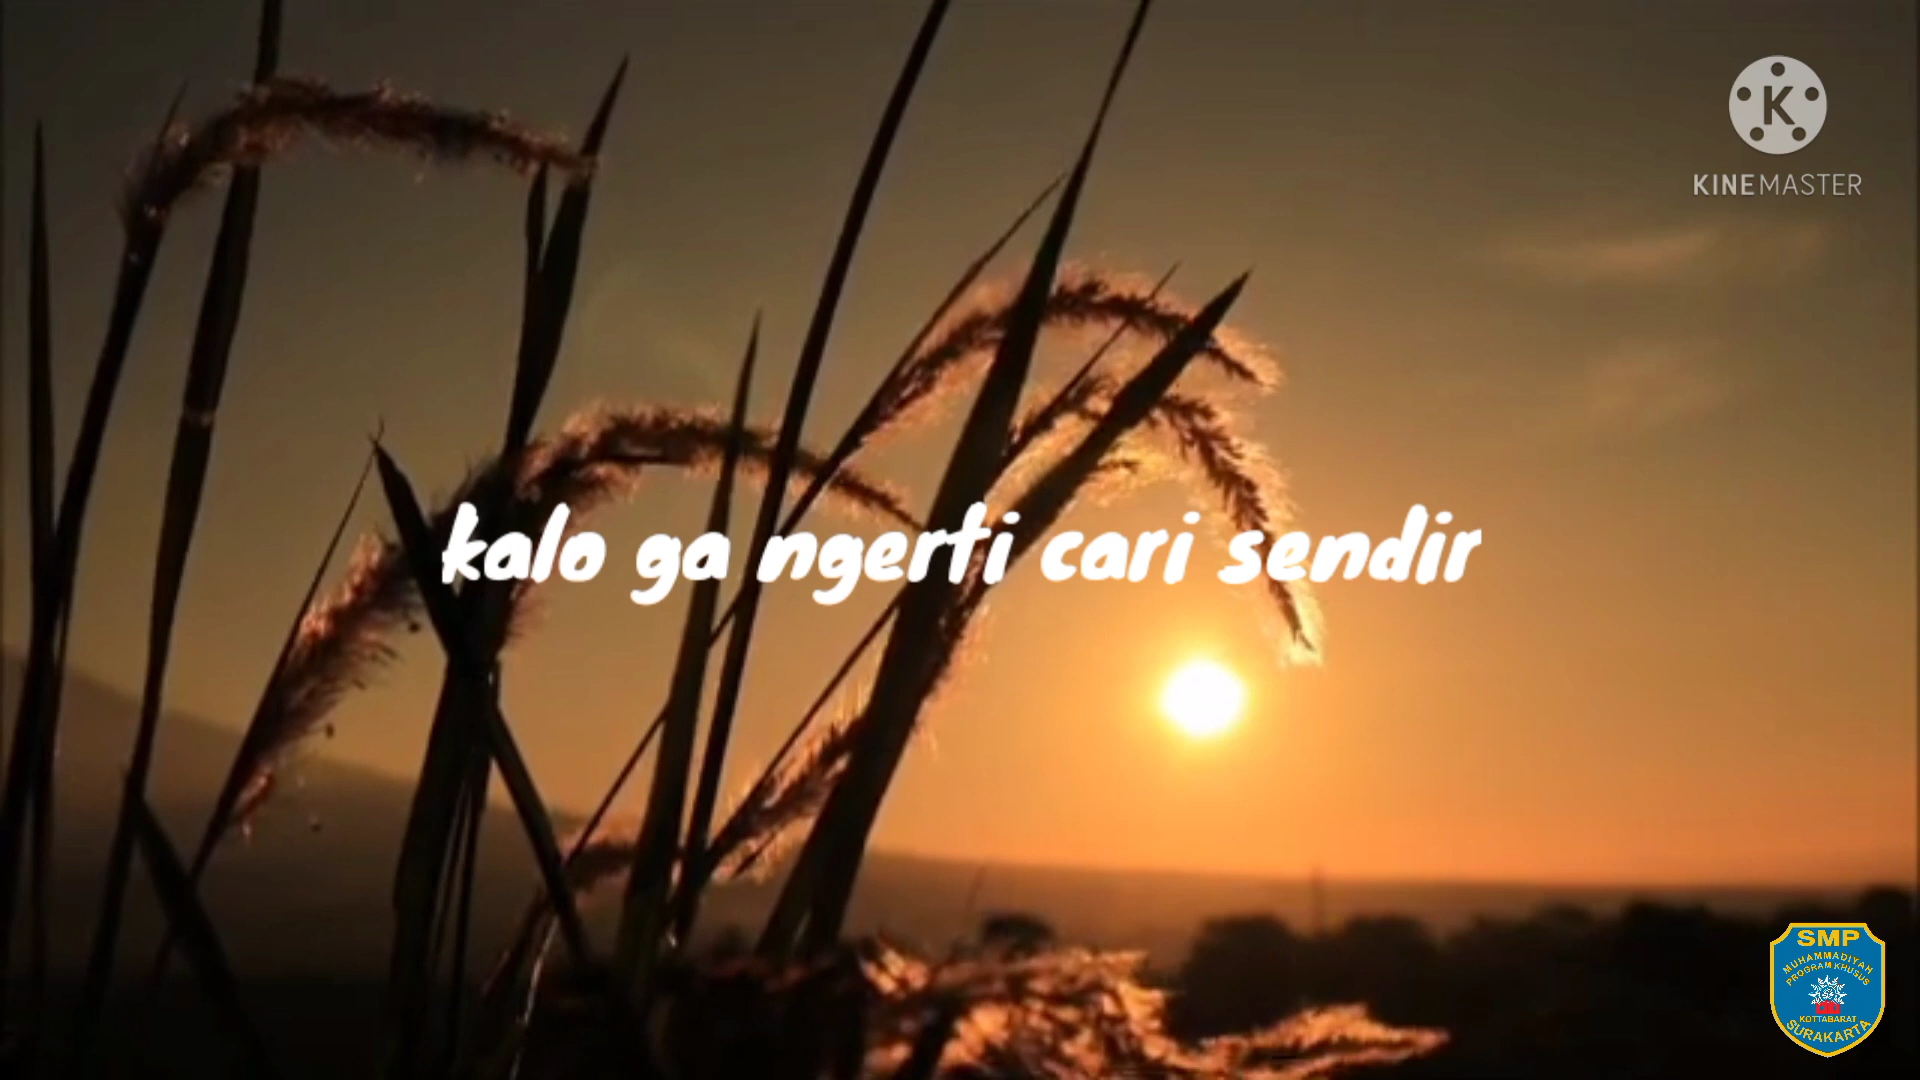 KINEMASTER
kalo ga ngerti cari sendir
SMP
MUHAMMADIYAH
PROGRAM KHUSUS
KOTTABARAT
SURAKARTA